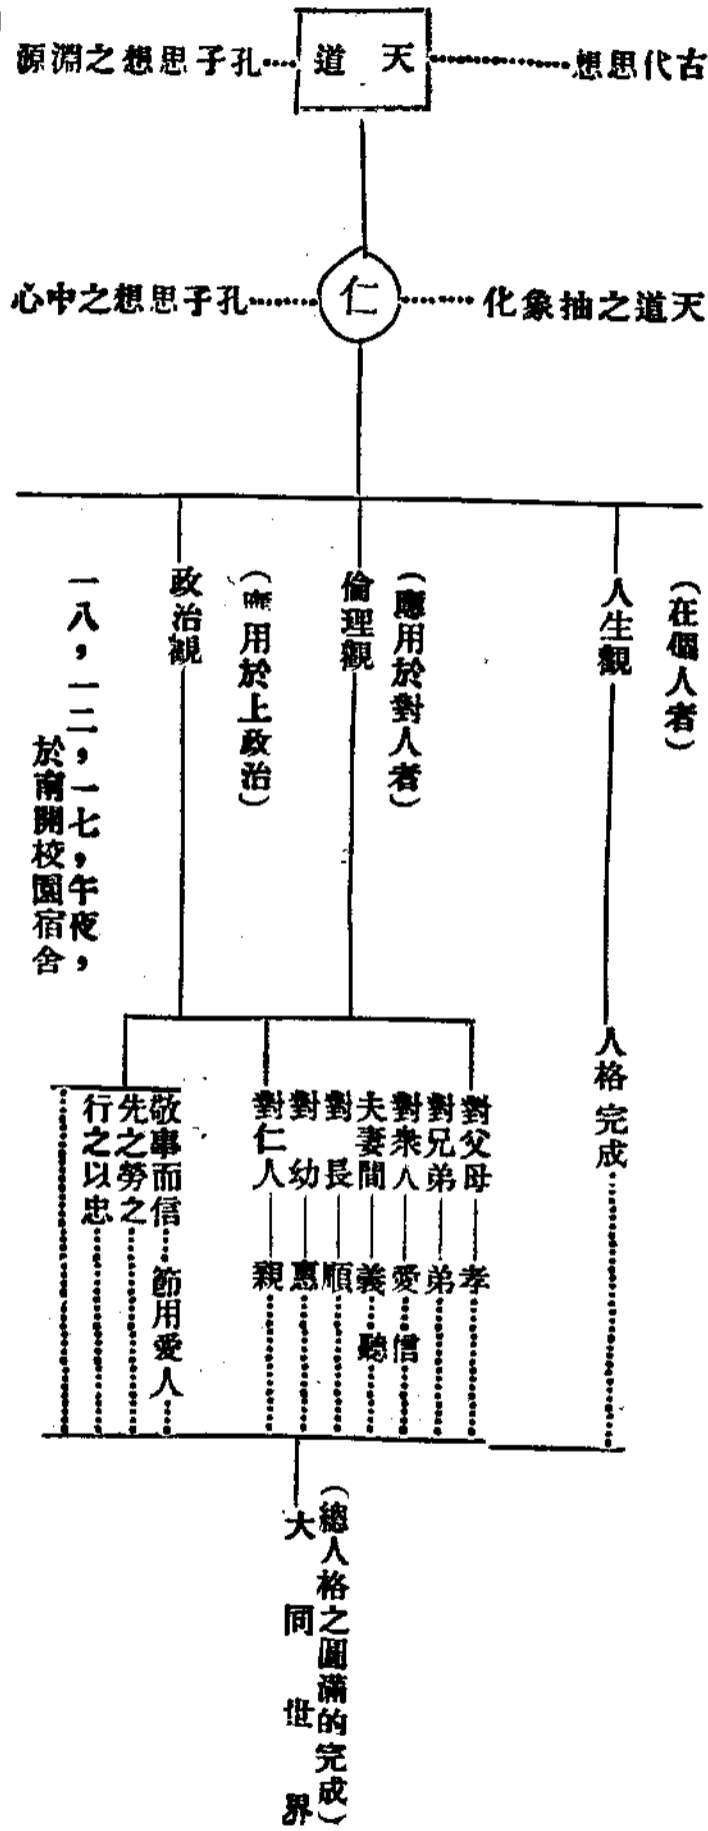 古代思想
天道
孔子思想之淵源
天道之抽象化
仁
孔子思想之中心
(在個人者)
人生觀
人格完成
(應用於對人者)
倫理觀
對父母 孝
對兄弟 弟
對衆人 愛 信
夫妻間 義 聽
對長 順
對幼 惠
對仁人 親
(應用於上政治)
政治觀
敬事而信 節用愛人
先之勞之
行之以忠
(總人格之圓滿的完成)
大同世界
一八,一二,一七,午夜,
於南開校園宿舍